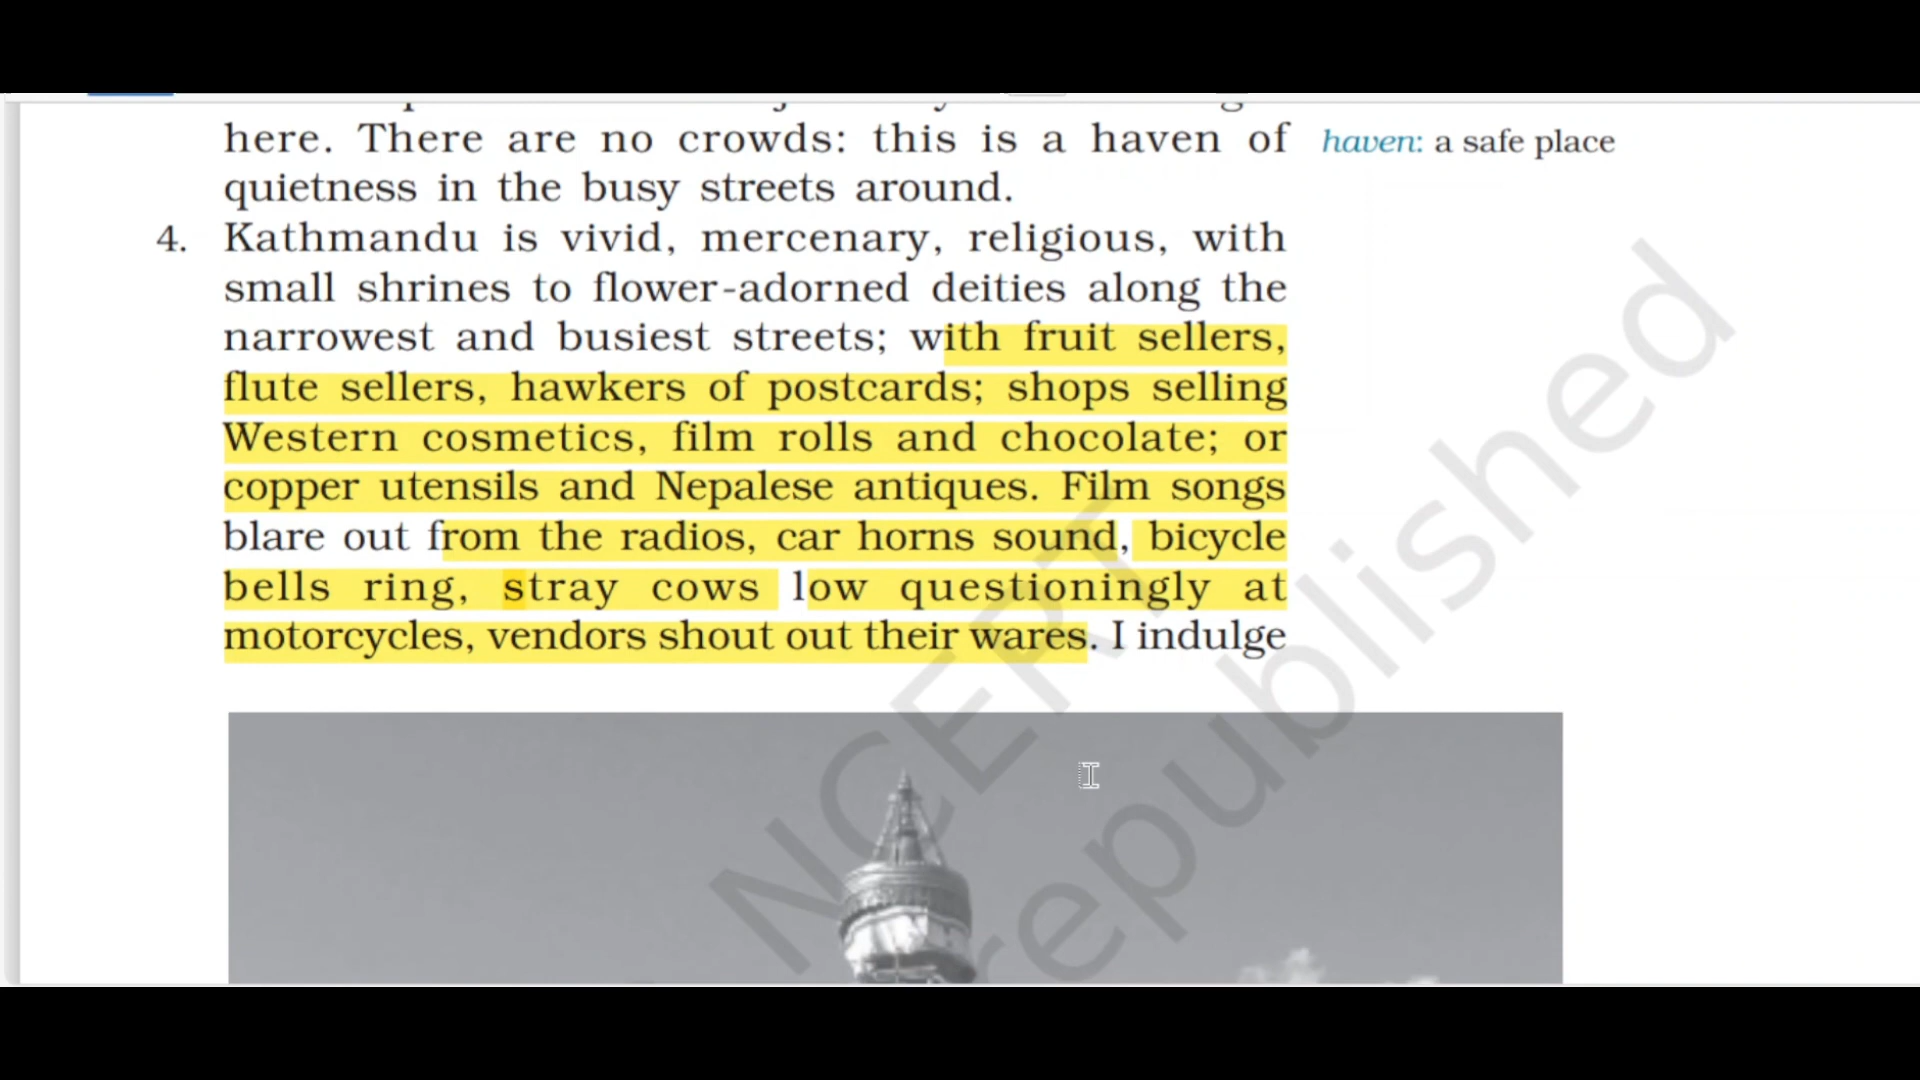 here. There are no crowds: this is a haven of
haven: a safe place
quietness in the busy streets around.
4. Kathmandu is vivid, mercenary, religious, with
small shrines to flower-adorned deities along the
narrowest and busiest streets; with fruit sellers,
flute sellers, hawkers of postcards; shops selling
Western cosmetics, film rolls and chocolate; or
copper utensils and Nepalese antiques. Film songs
blare out from the radios, car horns sound, bicycle
bells ring, stray cows low questioningly at
motorcycles, vendors shout out their wares. I indulge
NCERT
republished